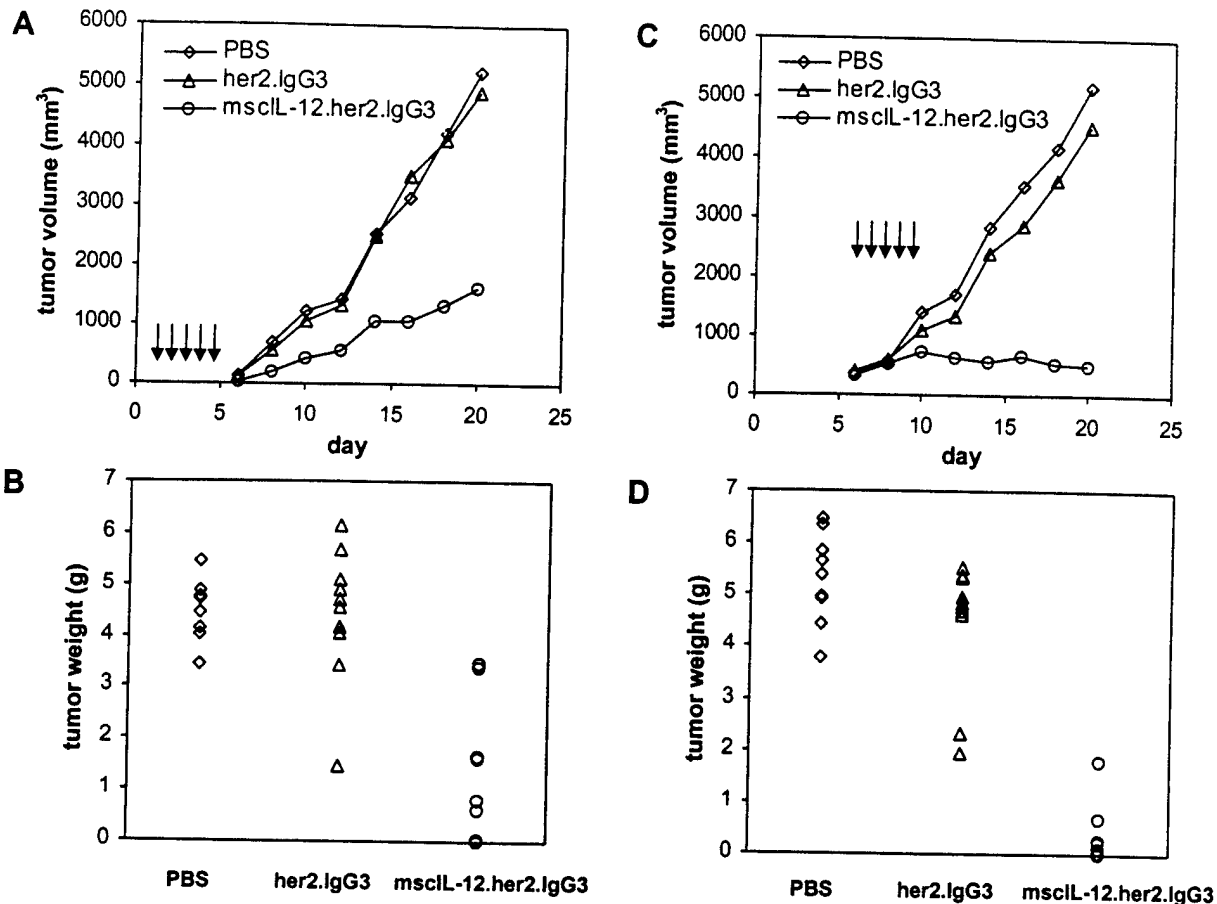 A
6000
5000
4000
3000
2000
1000
0
tumor volume (mm³)
PBS
her2.IgG3
mscIL-12.her2.IgG3
0 5 10 15 20 25
day
C
6000
5000
4000
3000
2000
1000
0
tumor volume (mm³)
PBS
her2.IgG3
mscIL-12.her2.IgG3
0 5 10 15 20 25
day
B
7
6
5
4
3
2
1
0
tumor weight (g)
PBS her2.IgG3 mscIL-12.her2.IgG3
D
7
6
5
4
3
2
1
0
tumor weight (g)
PBS her2.IgG3 mscIL-12.her2.IgG3